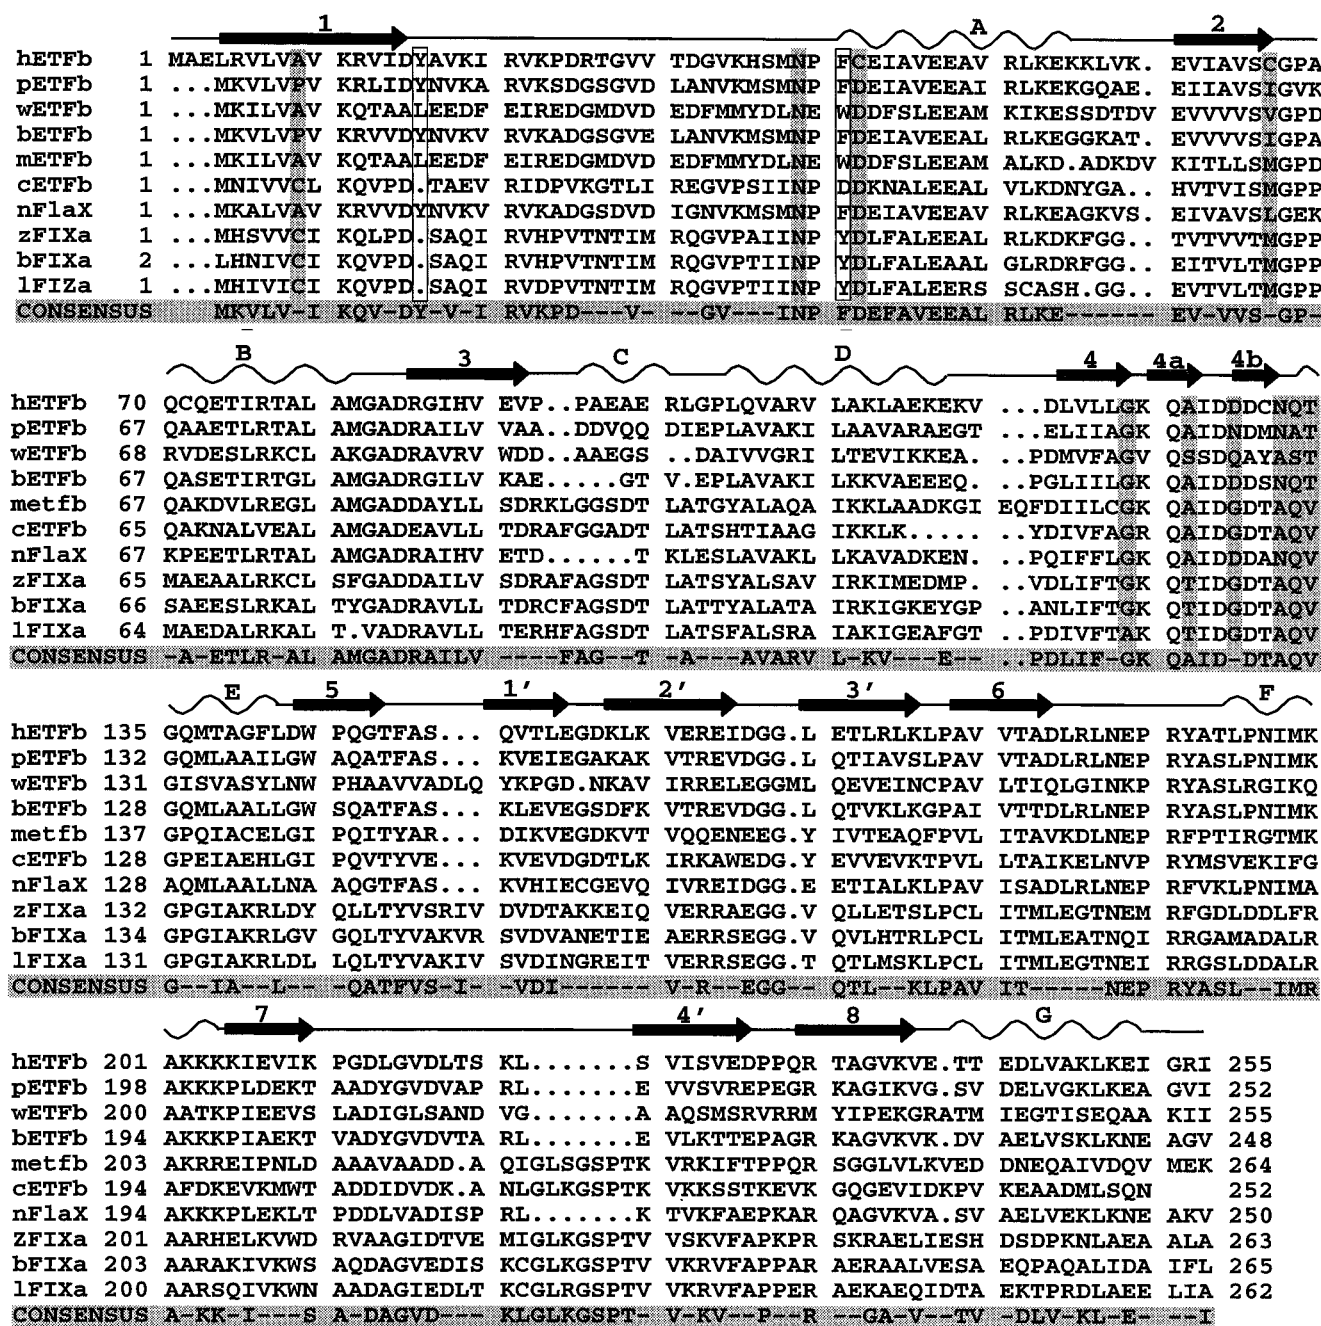 1 A 2
hETFb 1 MAELRVLVAV KRVIDYAVKI RVKPDRTGVV TDGVKHSMNP FCEIAVEEAV RLKEKKLVK. EVIAVSCGPA
pETFb 1 ...MKVLVPV KRLIDYNVKA RVKSDGSGVD LANVKMSMNP FDEIAVEEAI RLKEKGQAE. EIIAVSIGVK
wETFb 1 ...MKILVAV KQTAALEEDF EIREDGMDVD EDFMMYDLNE WDDFSLEEAM KIKESSDTDV EVVVVSVGPD
bETFb 1 ...MKVLVPV KRVVDYNVKV RVKADGSGVE LANVKMSMNP FDEIAVEEAL RLKEGGKAT. EVVVVSIGPA
mETFb 1 ...MKILVAV KQTAALEEDF EIREDGMDVD EDFMMYDLNE WDDFSLEEAM ALKD.ADKDV KITLLSMGPD
cETFb 1 ...MNIVVCL KQVPD.TAEV RIDPVKGTLI REGVPSIINP DDKNALEEAL VLKDNYGA.. HVTVISMGPP
nFlaX 1 ...MKALVAV KRVVDYNVKV RVKADGSDVD IGNVKMSMNP FDEIAVEEAV RLKEAGKVS. EIVAVSLGEK
zFIXa 1 ...MHSVVCI KQLPD.SAQI RVHPVTNTIM RQGVPAIINP YDLFALEEAL RLKDKFGG.. TVTVVTMGPP
bFIXa 2 ...LHNIVCI KQVPD.SAQI RVHPVTNTIM RQGVPTIINP YDLFALEAAL GLRDRFGG.. EITVLTMGPP
lFIZa 1 ...MHIVICI KQVPD.SAQI RVDPVTNTIM RQGVPTIINP YDLFALEERS SCASH.GG.. EVTVLTMGPP
CONSENSUS MKVLV-I KQV-DY-V-I RVKPD---V- --GV---INP FDEFAVEEAL RLKE------ EV-VVS-GP-
B 3 C D 4 4a 4b
hETFb 70 QCQETIRTAL AMGADRGIHV EVP..PAEAE RLGPLQVARV LAKLAEKEKV ...DLVLLGK QAIDDDCNQT
pETFb 67 QAAETLRTAL AMGADRAILV VAA..DDVQQ DIEPLAVAKI LAAVARAEGT ...ELIIAGK QAIDNDMNAT
wETFb 68 RVDESLRKCL AKGADRAVRV WDD..AAEGS ..DAIVVGRI LTEVIKKEA. ..PDMVFAGV QSSDQAYAST
bETFb 67 QASETIRTGL AMGADRGILV KAE.....GT V.EPLAVAKI LKKVAEEEQ. ..PGLIILGK QAIDDDSNQT
metfb 67 QAKDVLREGL AMGADDAYLL SDRKLGGSDT LATGYALAQA IKKLAADKGI EQFDIILCGK QAIDGDTAQV
cETFb 65 QAKNALVEAL AMGADEAVLL TDRAFGGADT LATSHTIAAG IKKLK..... ...YDIVFAGR QAIDGDTAQV
nFlaX 67 KPEETLRTAL AMGADRAIHV ETD......T KLESLAVAKL LKAVADKEN. ..PQIFFLGK QAIDDDANQV
zFIXa 65 MAEAALRKCL SFGADDAILV SDRAFAGSDT LATSYALSAV IRKIMEDMP. ..VDLIFTGK QTIDGDTAQV
bFIXa 66 SAEESLRKAL TYGADRAVLL TDRCFAGSDT LATTYALATA IRKIGKEYGP ...ANLIFTGK QTIDGDTAQV
lFIXa 64 MAEDALRKAL T.VADRAVLL TERHFAGSDT LATSFALSRA IAKIGEAFGT ...PDIVFTAK QTIDGDTAQV
CONSENSUS -A-ETLR-AL AMGADRAILV ----FAG--T -A---AVARV L-KV---E-- ..PDLIF-GK QAID-DTAQV
E 5 1' 2' 3' 6 F
hETFb 135 GQMTAGFLDW PQGTFAS... QVTLEGDKLK VEREIDGG.L ETLRLKLPAV VTADLRLNEP RYATLPNIMK
pETFb 132 GQMLAAILGW AQATFAS... KVEIEGAKAK VTREVDGG.L QTIAVSLPAV VTADLRLNEP RYASLPNIMK
wETFb 131 GISVASYLNW PHAAVVADLQ YKPGD.NKAV IRRELEGGML QEVEINCPAV LTIQLGINKP RYASLRGIKQ
bETFb 128 GQMLAALLGW SQATFAS... KLEVEGSDFK VTREVDGG.L QTVKLKGPAI VTTDLRLNEP RYASLPNIMK
metfb 137 GPQIACELGI PQITYAR... DIKVEGDKVT VQQENEEG.Y IVTEAQFPVL ITAVKDLNEP RFPTIRGTMK
cETFb 128 GPEIAEHLGI PQVTYVE... KVEVDGDTLK IRKAWEDG.Y EVVEVKTPVL LTAIKELNVP RYMSVEKIFG
nFlaX 128 AQMLAALLNA AQGTFAS... KVHIECGEVQ IVREIDGG.E ETIALKLPAV ISADLRLNEP RFVKLPNIMA
zFIXa 132 GPGIAKRLDY QLLTYVSRIV DVDTAKKEIQ VERRAEGG.V QLLETSLPCL ITMLEGTNEM RFGDLDDLFR
bFIXa 134 GPGIAKRLGV GQLTYVAKVR SVDVANETIE AERRSEGG.V QVLHTRLPCL ITMLEATNQI RRGAMADALR
lFIXa 131 GPGIAKRLDL LQLTYVAKIV SVDINGREIT VERRSEGG.T QTLMSKLPCL ITMLEGTNEI RRGSLDDALR
CONSENSUS G--IA--L-- -QATFVS-I- -VDI------ V-R--EGG-- QTL--KLPAV IT-----NEP RYASL--IMR
7 4' 8 G
hETFb 201 AKKKKIEVIK PGDLGVDLTS KL.......S VISVEDPPQR TAGVKVE.TT EDLVAKLKEI GRI 255
pETFb 198 AKKKPLDEKT AADYGVDVAP RL.......E VVSVREPEGR KAGIKVG.SV DELVGKLKEA GVI 252
wETFb 200 AATKPIEEVS LADIGLSAND VG.......A AQSMSRVRRM YIPEKGRATM IEGTISEQAA KII 255
bETFb 194 AKKKPIAEKT VADYGVDVTA RL.......E VLKTTEPAGR KAGVKVK.DV AELVSKLKNE AGV 248
metfb 203 AKRREIPNLD AAAVAADD.A QIGLSGSPTK VRKIFTPPQR SGGLVLKVED DNEQAIVDQV MEK 264
cETFb 194 AFDKEVKMWT ADDIDVDK.A NLGLKGSPTK VKKSSTKEVK GQGEVIDKPV KEAADMLSQN 252
nFlaX 194 AKKKPLEKLT PDDLVADISP RL.......K TVKFAEPKAR QAGVKVA.SV AELVEKLKNE AKV 250
ZFIXa 201 AARHELKVWD RVAAGIDTVE MIGLKGSPTV VSKVFAPKPR SKRAELIESH DSDPKNLAEA ALA 263
bFIXa 203 AARAKIVKWS AQDAGVEDIS KCGLKGSPTV VKRVFAPPAR AERAALVESA EQPAQALIDA IFL 265
lFIXa 200 AARSQIVKWN AADAGIEDLT KCGLRGSPTV VKRVFAPPER AEKAEQIDTA EKTPRDLAEE LIA 262
CONSENSUS A-KK-I---S A-DAGVD--- KLGLKGSPT- V-KV--P--R --GA-V--TV -DLV-KL-E- --I